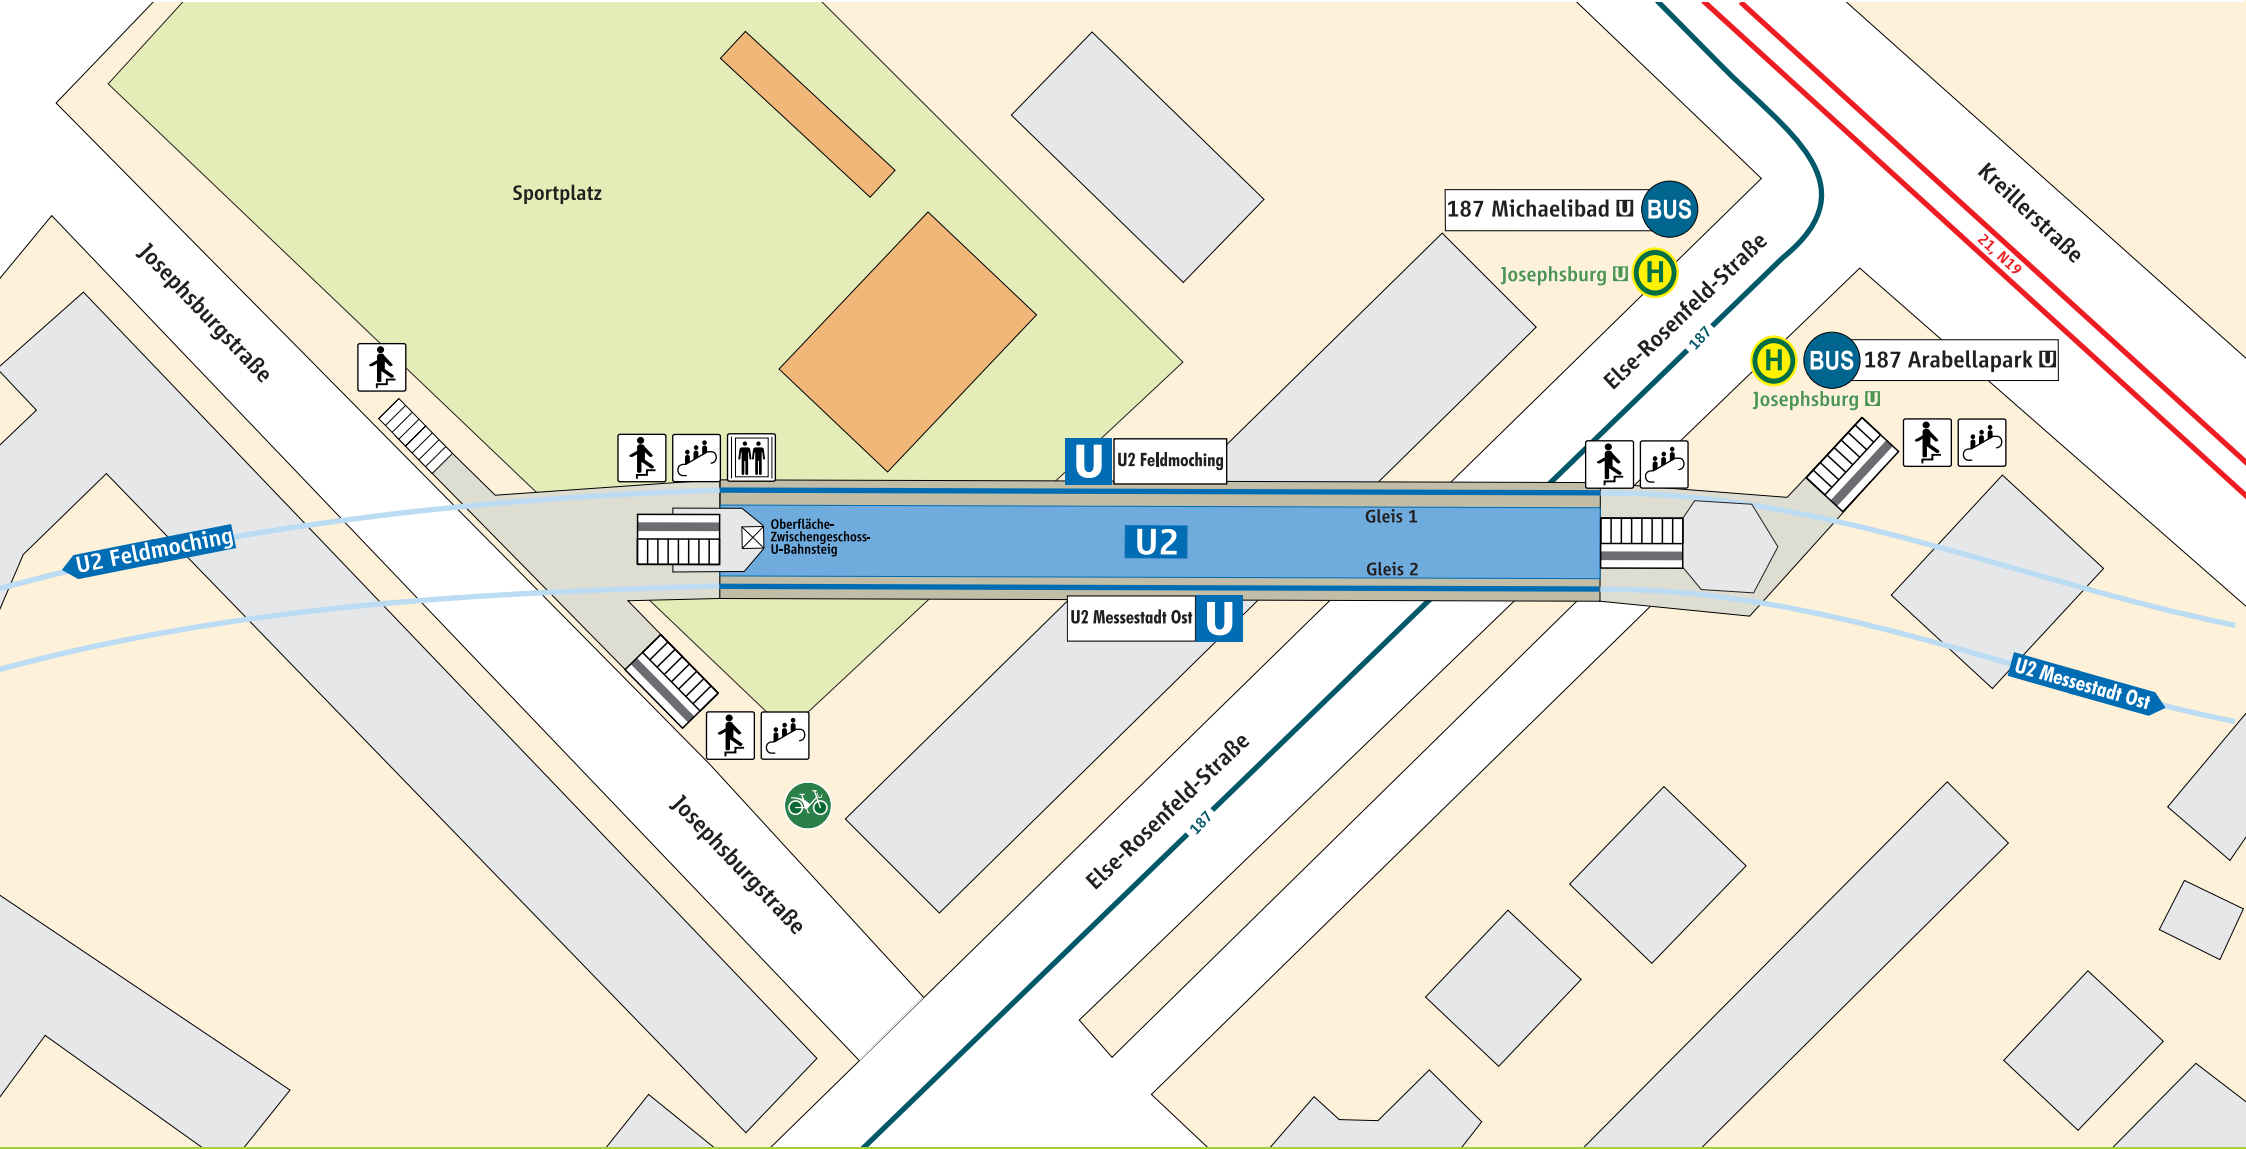 Sportplatz
Josephsburgstraße
Kreillerstraße
21, N19
187 Michaelibad U BUS
Josephsburg U H
Else-Rosenfeld-Straße
187
H BUS 187 Arabellapark U
Josephsburg U
U U2 Feldmoching
U2 Feldmoching
Oberfläche-
Zwischengeschoss-
U-Bahnsteig
U2
Gleis 1
Gleis 2
U2 Messestadt Ost U
U2 Messestadt Ost
Else-Rosenfeld-Straße
187
Josephsburgstraße